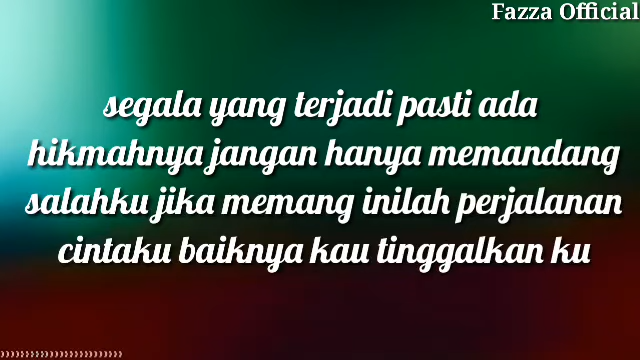 Fazza Official
segala yang terjadi pasti ada
hikmahnya jangan hanya memandang
salahku jika memang inilah perjalanan
cintaku baiknya kau tinggalkan ku